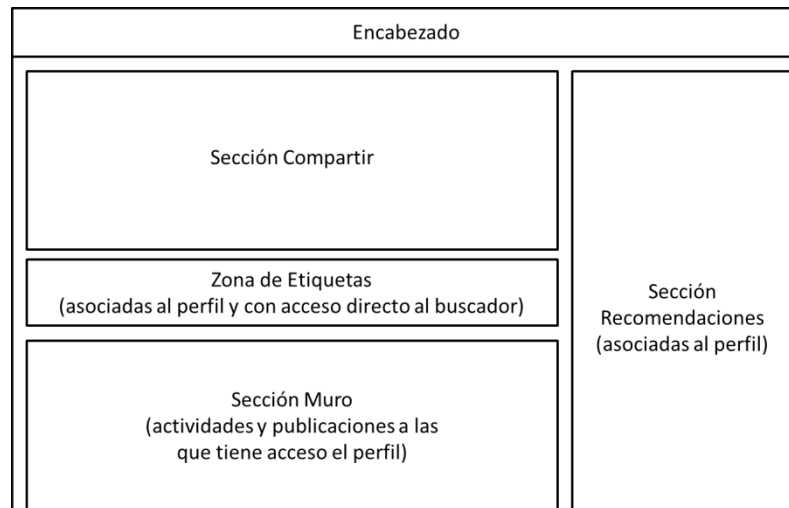 Encabezado
Sección Compartir
Zona de Etiquetas
(asociadas al perfil y con acceso directo al buscador)
Sección Muro
(actividades y publicaciones a las
que tiene acceso el perfil)
Sección
Recomendaciones
(asociadas al perfil)